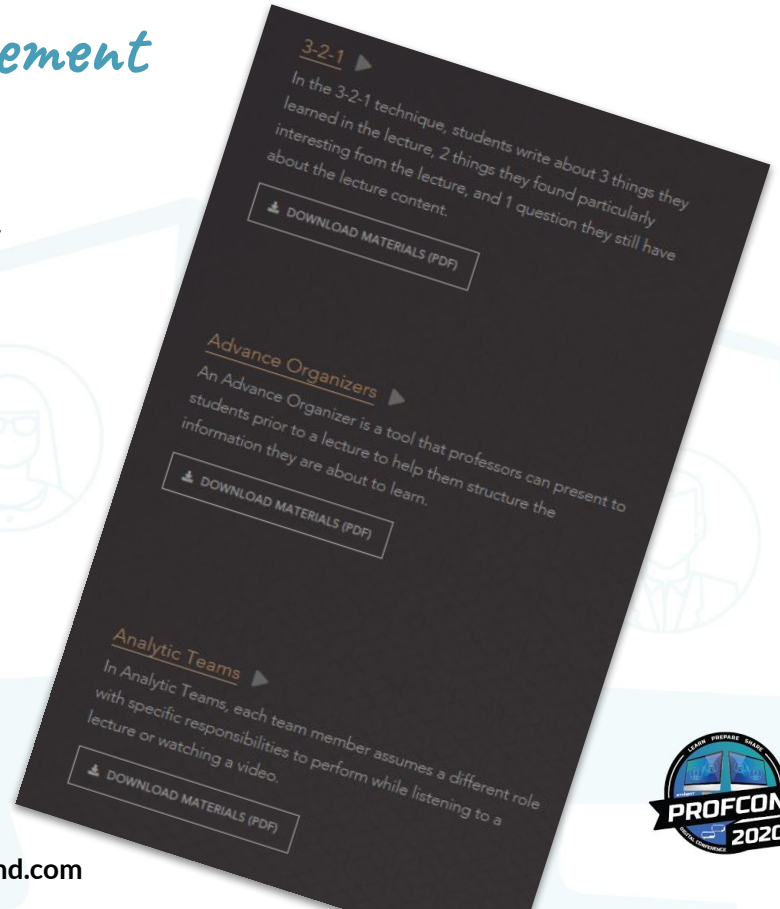 ement
3-2-1
In the 3-2-1 technique, students write about 3 things they
learned in the lecture, 2 things they found particularly
interesting from the lecture, and 1 question they still have
about the lecture content.
DOWNLOAD MATERIALS (PDF)
Advance Organizers
An Advance Organizer is a tool that professors can present to
students prior to a lecture to help them structure the
information they are about to learn.
DOWNLOAD MATERIALS (PDF)
Analytic Teams
In Analytic Teams, each team member assumes a different role
with specific responsibilities to perform while listening to a
lecture or watching a video.
DOWNLOAD MATERIALS (PDF)
nd.com
LEARN PREPARE SHARE
PROFCON
2020
DIGITAL CONFERENCE